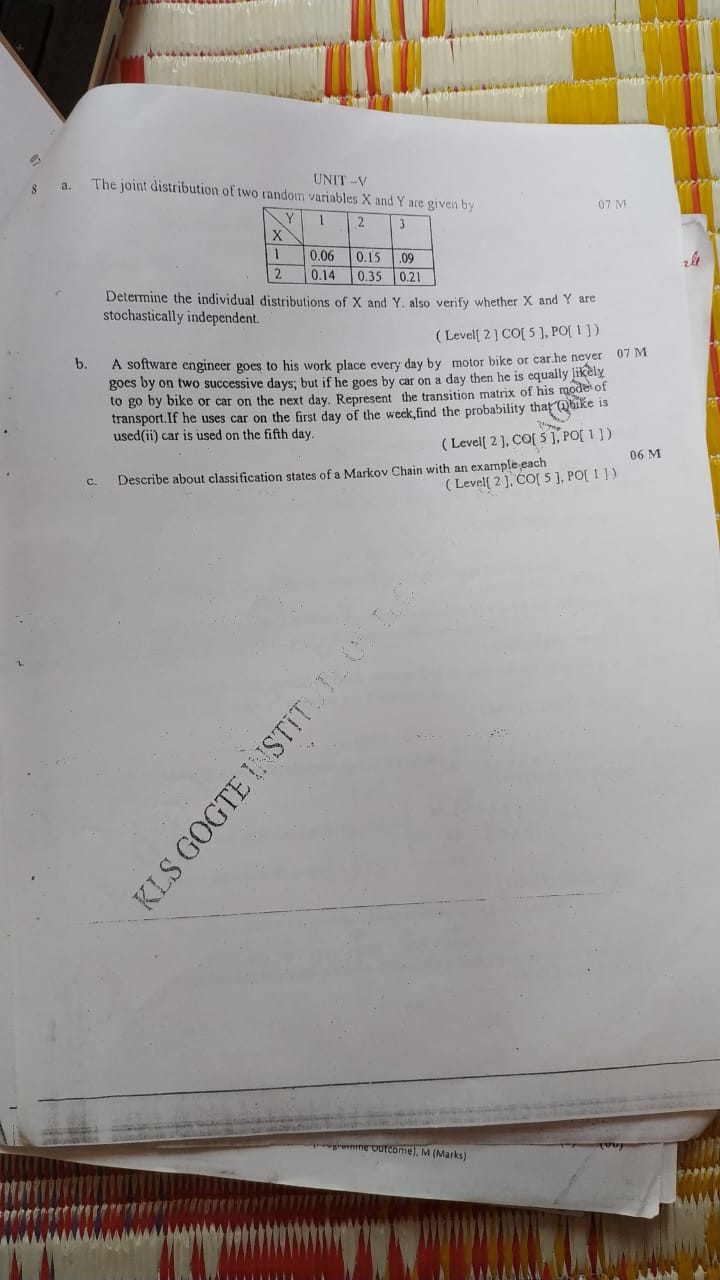 UNIT –V
8 a. The joint distribution of two random variables X and Y are given by 07 M
Y 1 2 3
X
1 0.06 0.15 .09
2 0.14 0.35 0.21
Determine the individual distributions of X and Y. also verify whether X and Y are
stochastically independent.
( Level[ 2 ] CO[ 5 ], PO[ 1 ] )
b. A software engineer goes to his work place every day by motor bike or car.he never 07 M
goes by on two successive days; but if he goes by car on a day then he is equally likely
to go by bike or car on the next day. Represent the transition matrix of his mode of
transport.If he uses car on the first day of the week,find the probability that (i)bike is
used(ii) car is used on the fifth day.
( Level[ 2 ], CO[ 5 ], PO[ 1 ] )
c. Describe about classification states of a Markov Chain with an example each 06 M
( Level[ 2 ], CO[ 5 ], PO[ 1 ] )
KLS GOGTE INSTIT
Outcome), M (Marks)